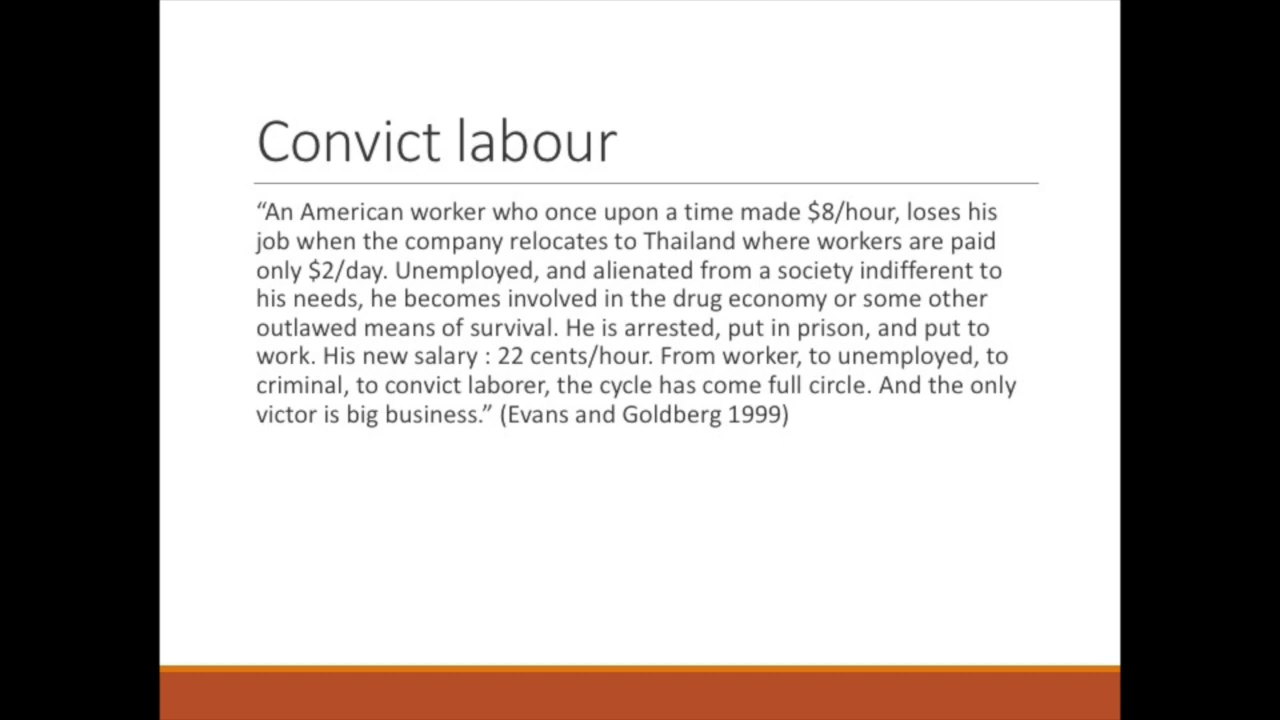 Convict labour
“An American worker who once upon a time made $8/hour, loses his
job when the company relocates to Thailand where workers are paid
only $2/day. Unemployed, and alienated from a society indifferent to
his needs, he becomes involved in the drug economy or some other
outlawed means of survival. He is arrested, put in prison, and put to
work. His new salary : 22 cents/hour. From worker, to unemployed, to
criminal, to convict laborer, the cycle has come full circle. And the only
victor is big business.” (Evans and Goldberg 1999)